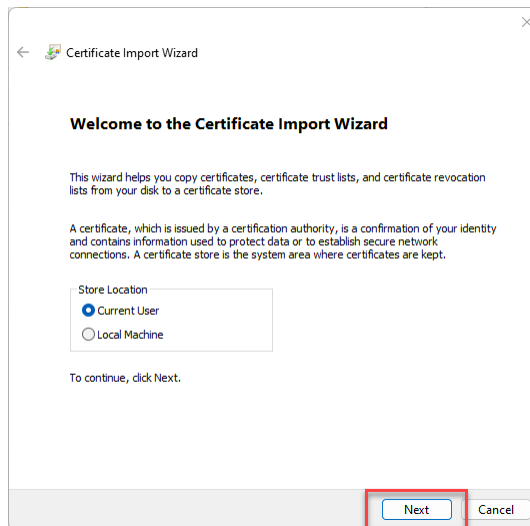 Certificate Import Wizard
Welcome to the Certificate Import Wizard
This wizard helps you copy certificates, certificate trust lists, and certificate revocation
lists from your disk to a certificate store.
A certificate, which is issued by a certification authority, is a confirmation of your identity
and contains information used to protect data or to establish secure network
connections. A certificate store is the system area where certificates are kept.
Store Location
Current User
Local Machine
To continue, click Next.
Next
Cancel